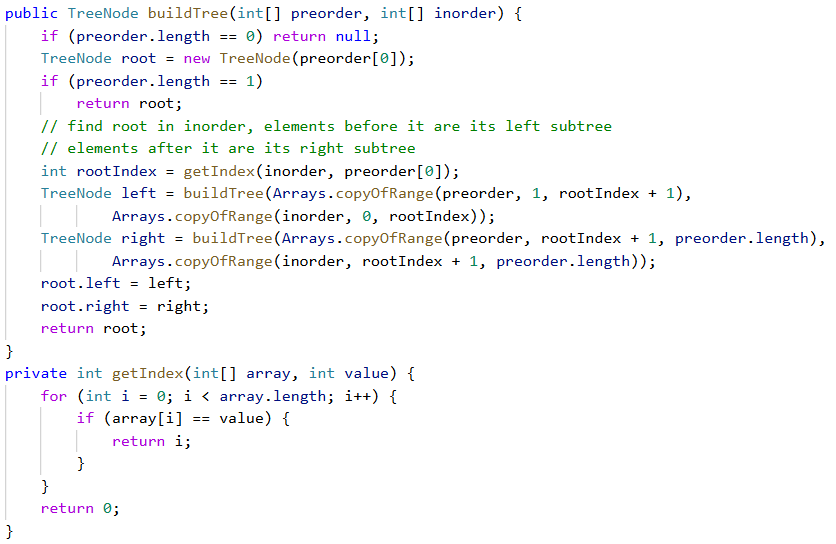 public TreeNode buildTree(int[] preorder, int[] inorder) {
    if (preorder.length == 0) return null;
    TreeNode root = new TreeNode(preorder[0]);
    if (preorder.length == 1)
        return root;
    // find root in inorder, elements before it are its left subtree
    // elements after it are its right subtree
    int rootIndex = getIndex(inorder, preorder[0]);
    TreeNode left = buildTree(Arrays.copyOfRange(preorder, 1, rootIndex + 1),
            Arrays.copyOfRange(inorder, 0, rootIndex));
    TreeNode right = buildTree(Arrays.copyOfRange(preorder, rootIndex + 1, preorder.length),
            Arrays.copyOfRange(inorder, rootIndex + 1, preorder.length));
    root.left = left;
    root.right = right;
    return root;
}
private int getIndex(int[] array, int value) {
    for (int i = 0; i < array.length; i++) {
        if (array[i] == value) {
            return i;
        }
    }
    return 0;
}